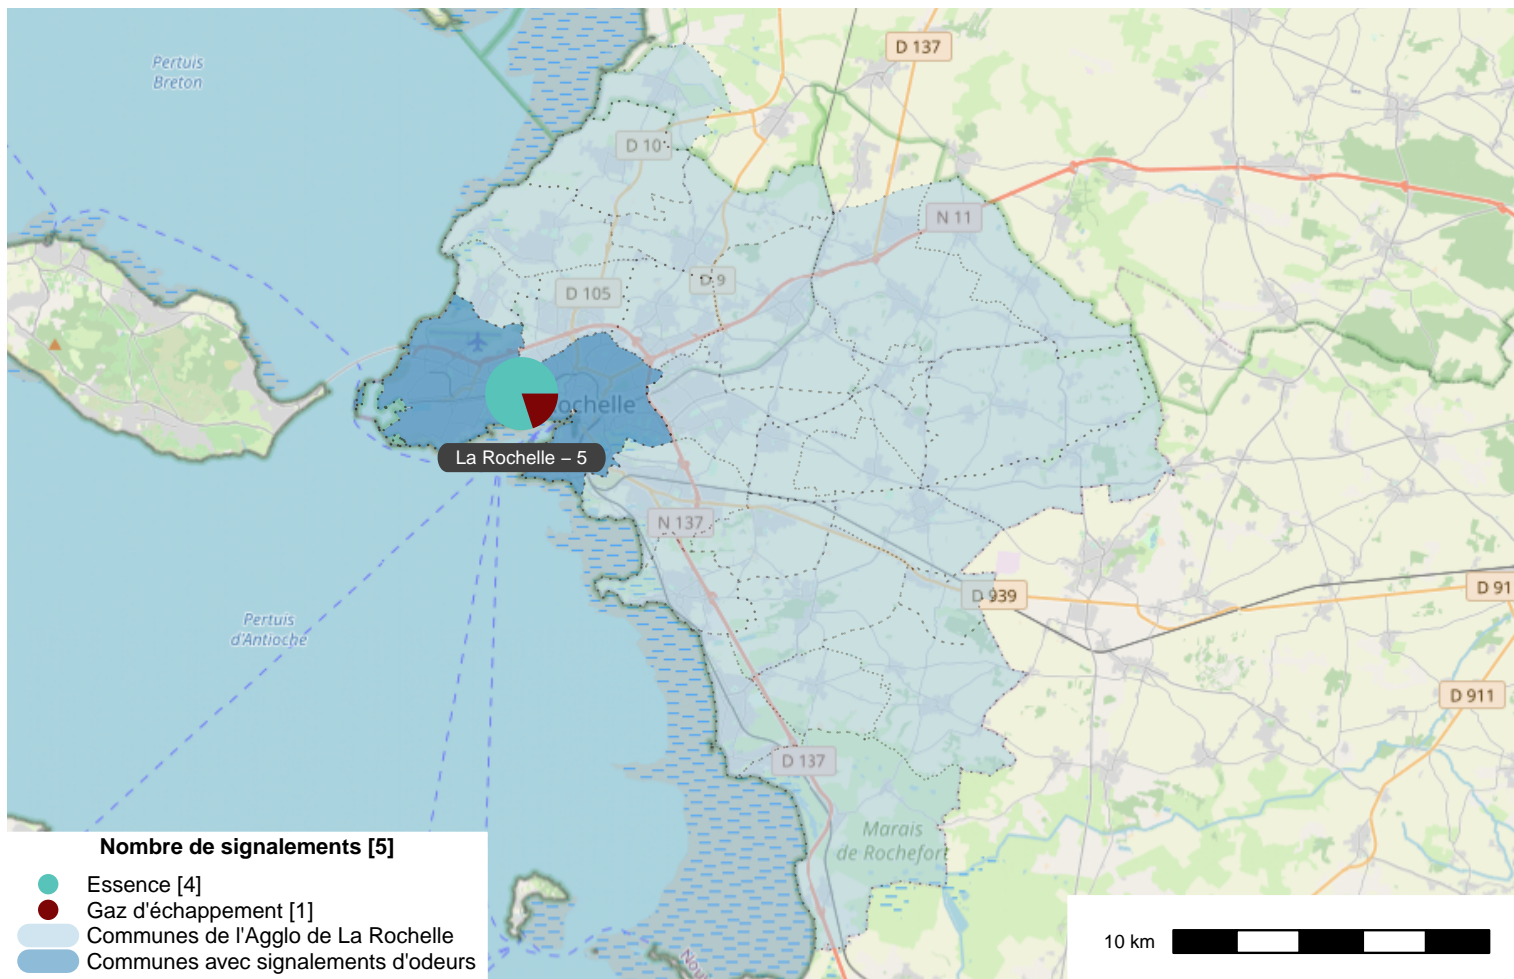 Pertuis
Breton
D 137
D 10
N 11
D 9
D 105
ochelle
La Rochelle – 5
N 137
D 939
D 91
Pertuis
d'Antioche
D 911
D 137
Marais
de Rochefort
Nombre de signalements [5]
Essence [4]
Gaz d'échappement [1]
Communes de l'Agglo de La Rochelle
Communes avec signalements d'odeurs
10 km